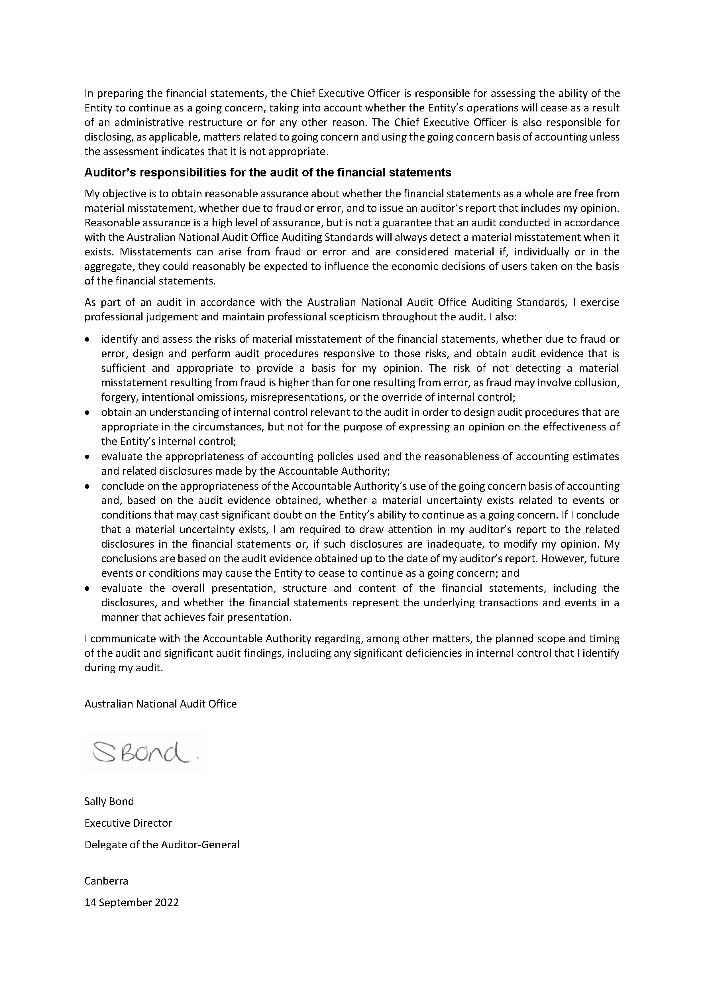 In preparing the financial statements, the Chief Executive Officer is responsible for assessing the ability of the
Entity to continue as a going concern, taking into account whether the Entity’s operations will cease as a result
of an administrative restructure or for any other reason. The Chief Executive Officer is also responsible for
disclosing, as applicable, matters related to going concern and using the going concern basis of accounting unless
the assessment indicates that it is not appropriate.
Auditor’s responsibilities for the audit of the financial statements
My objective is to obtain reasonable assurance about whether the financial statements as a whole are free from
material misstatement, whether due to fraud or error, and to issue an auditor’s report that includes my opinion.
Reasonable assurance is a high level of assurance, but is not a guarantee that an audit conducted in accordance
with the Australian National Audit Office Auditing Standards will always detect a material misstatement when it
exists. Misstatements can arise from fraud or error and are considered material if, individually or in the
aggregate, they could reasonably be expected to influence the economic decisions of users taken on the basis
of the financial statements.
As part of an audit in accordance with the Australian National Audit Office Auditing Standards, I exercise
professional judgement and maintain professional scepticism throughout the audit. I also:
• identify and assess the risks of material misstatement of the financial statements, whether due to fraud or
error, design and perform audit procedures responsive to those risks, and obtain audit evidence that is
sufficient and appropriate to provide a basis for my opinion. The risk of not detecting a material
misstatement resulting from fraud is higher than for one resulting from error, as fraud may involve collusion,
forgery, intentional omissions, misrepresentations, or the override of internal control;
• obtain an understanding of internal control relevant to the audit in order to design audit procedures that are
appropriate in the circumstances, but not for the purpose of expressing an opinion on the effectiveness of
the Entity’s internal control;
• evaluate the appropriateness of accounting policies used and the reasonableness of accounting estimates
and related disclosures made by the Accountable Authority;
• conclude on the appropriateness of the Accountable Authority’s use of the going concern basis of accounting
and, based on the audit evidence obtained, whether a material uncertainty exists related to events or
conditions that may cast significant doubt on the Entity’s ability to continue as a going concern. If I conclude
that a material uncertainty exists, I am required to draw attention in my auditor’s report to the related
disclosures in the financial statements or, if such disclosures are inadequate, to modify my opinion. My
conclusions are based on the audit evidence obtained up to the date of my auditor’s report. However, future
events or conditions may cause the Entity to cease to continue as a going concern; and
• evaluate the overall presentation, structure and content of the financial statements, including the
disclosures, and whether the financial statements represent the underlying transactions and events in a
manner that achieves fair presentation.
I communicate with the Accountable Authority regarding, among other matters, the planned scope and timing
of the audit and significant audit findings, including any significant deficiencies in internal control that I identify
during my audit.
Australian National Audit Office
S Bond.
Sally Bond
Executive Director
Delegate of the Auditor-General
Canberra
14 September 2022